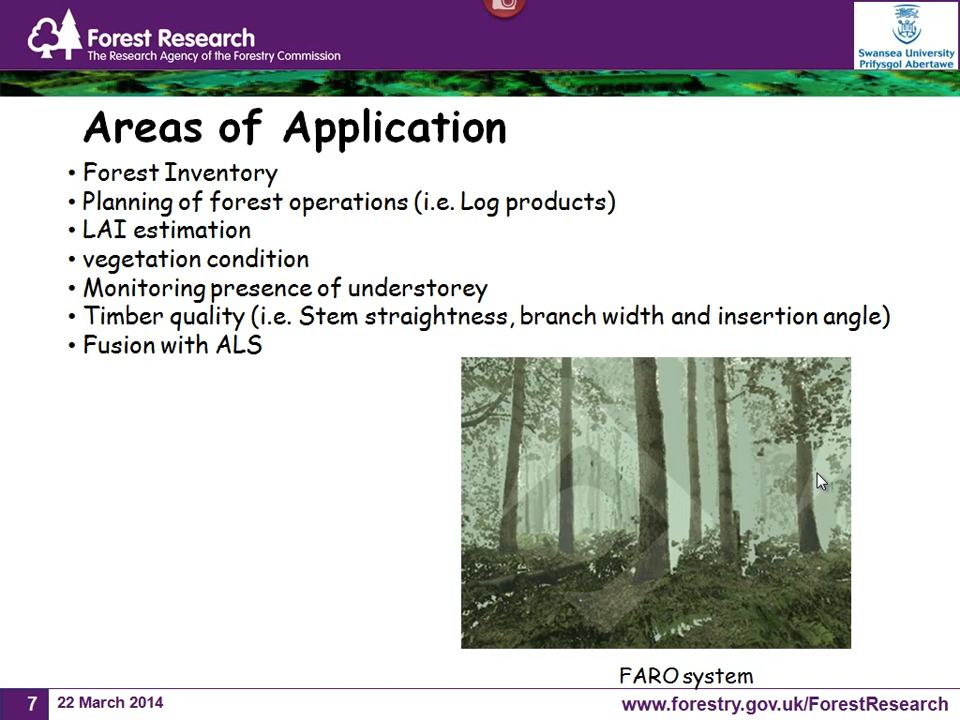 Forest Research
The Research Agency of the Forestry Commission
Swansea University
Prifysgol Abertawe
Areas of Application
• Forest Inventory
• Planning of forest operations (i.e. Log products)
• LAI estimation
• vegetation condition
• Monitoring presence of understorey
• Timber quality (i.e. Stem straightness, branch width and insertion angle)
• Fusion with ALS
FARO system
7 22 March 2014
www.forestry.gov.uk/ForestResearch